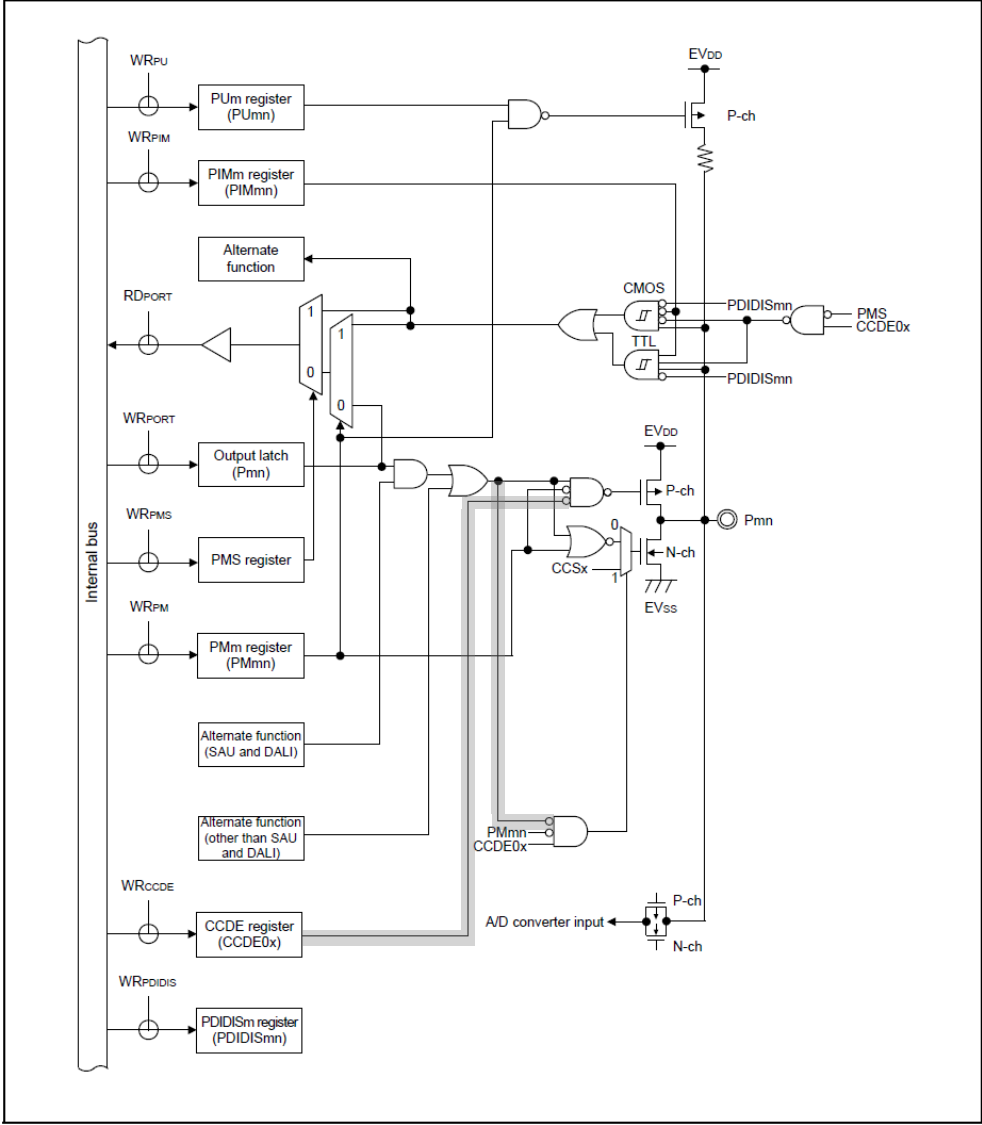 WRPU
EVDD
PUm register
(PUmn)
P-ch
WRPIM
PIMm register
(PIMmn)
Alternate
function
CMOS
RDPORT
1
PDIDISmn
PMS
CCDE0x
1
TTL
0
PDIDISmn
0
WRPORT
EVDD
Output latch
(Pmn)
P-ch
Pmn
WRPMS
0
N-ch
PMS register
CCSx
1
EVSS
Internal bus
WRPM
PMm register
(PMmn)
Alternate function
(SAU and DALI)
Alternate function
(other than SAU
and DALI)
PMmn
CCDE0x
WRCCDE
P-ch
CCDE register
(CCDE0x)
A/D converter input
N-ch
WRPDIDIS
PDIDISm register
(PDIDISmn)